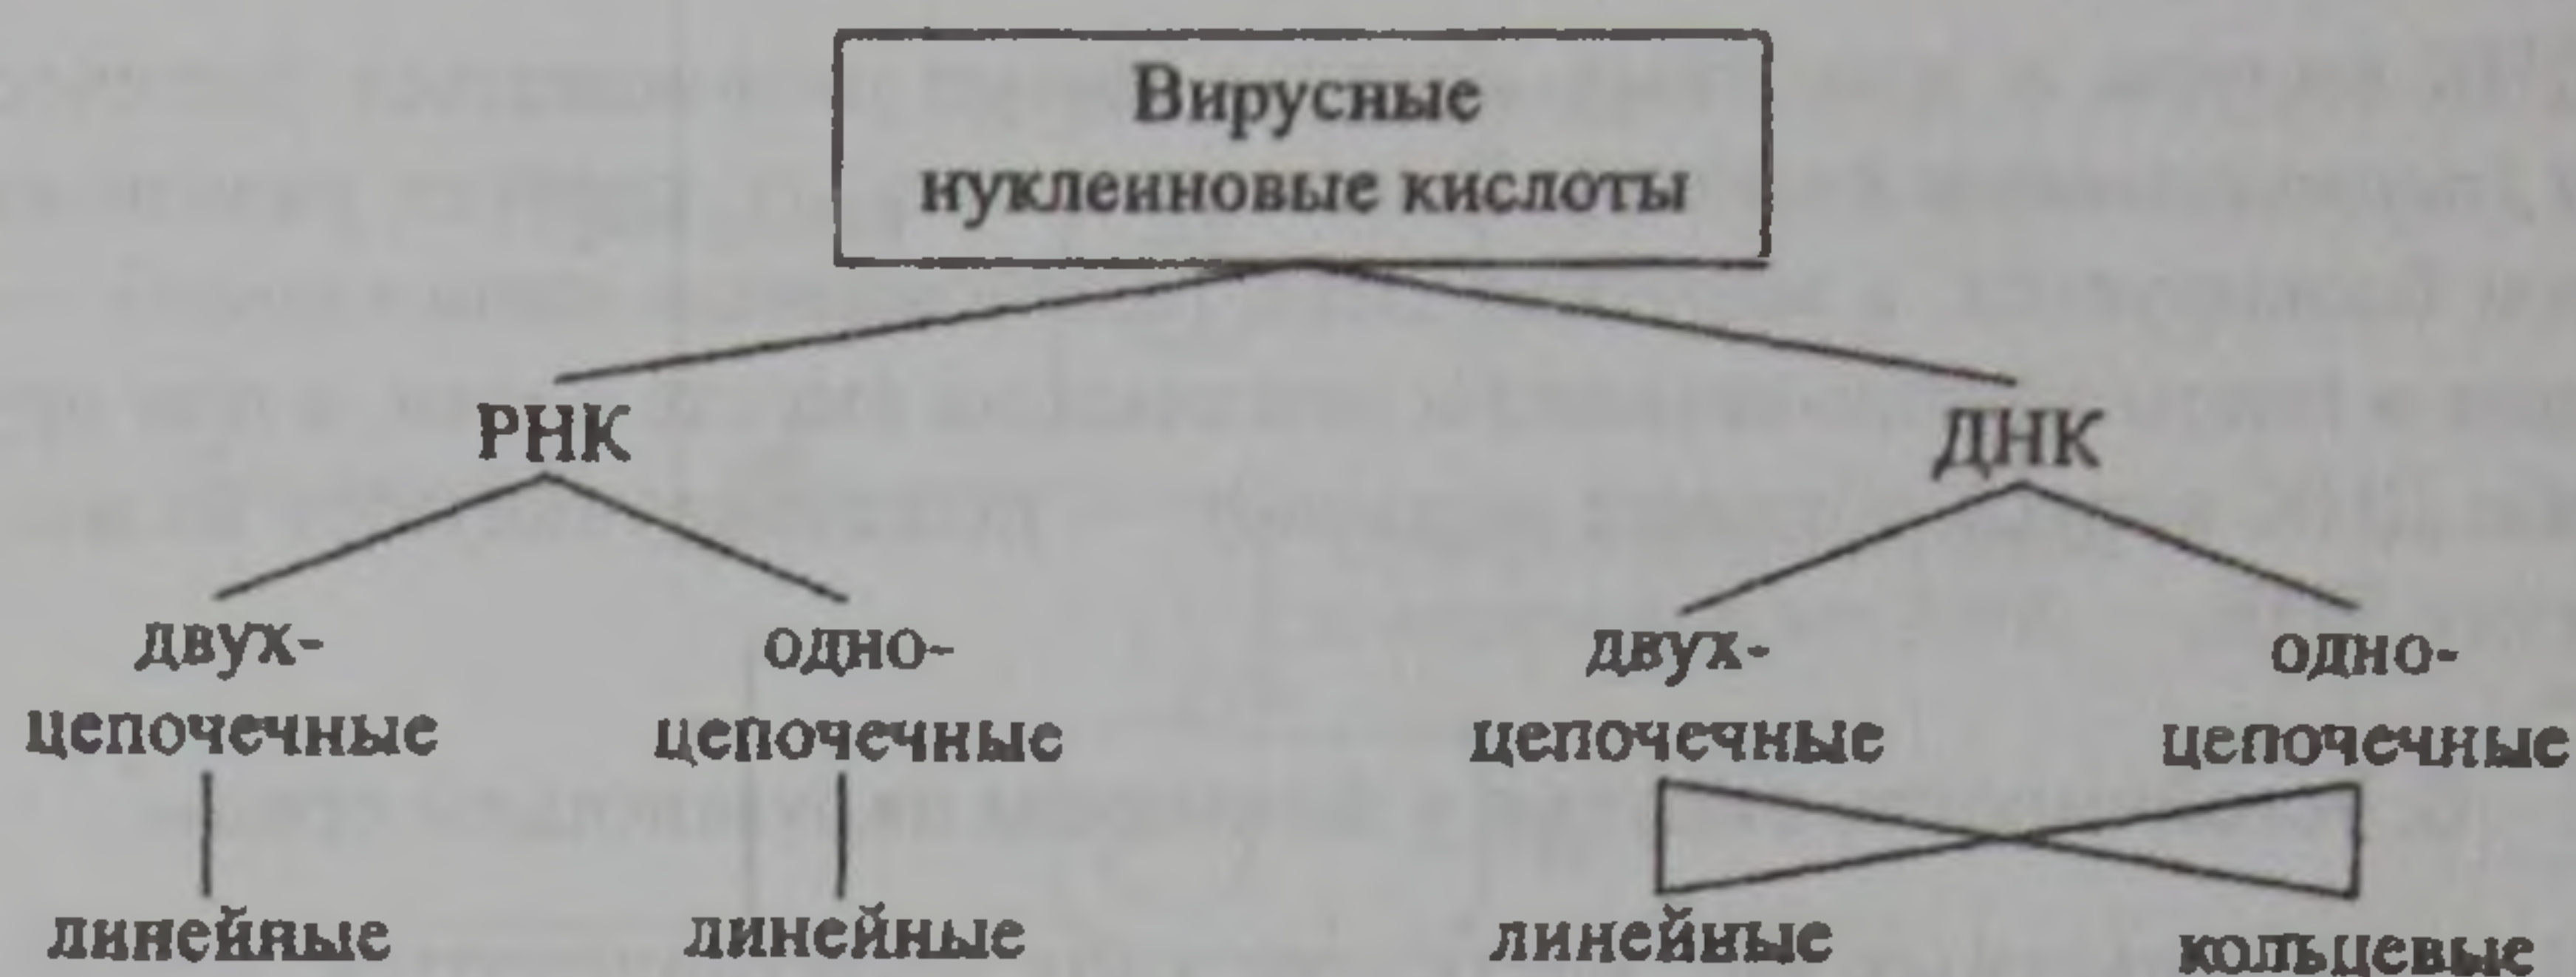 Вирусные
нуклеиновые кислоты
РНК
ДНК
двух-
цепочечные
одно-
цепочечные
двух-
цепочечные
одно-
цепочечные
линейные
линейные
линейные
кольцевые